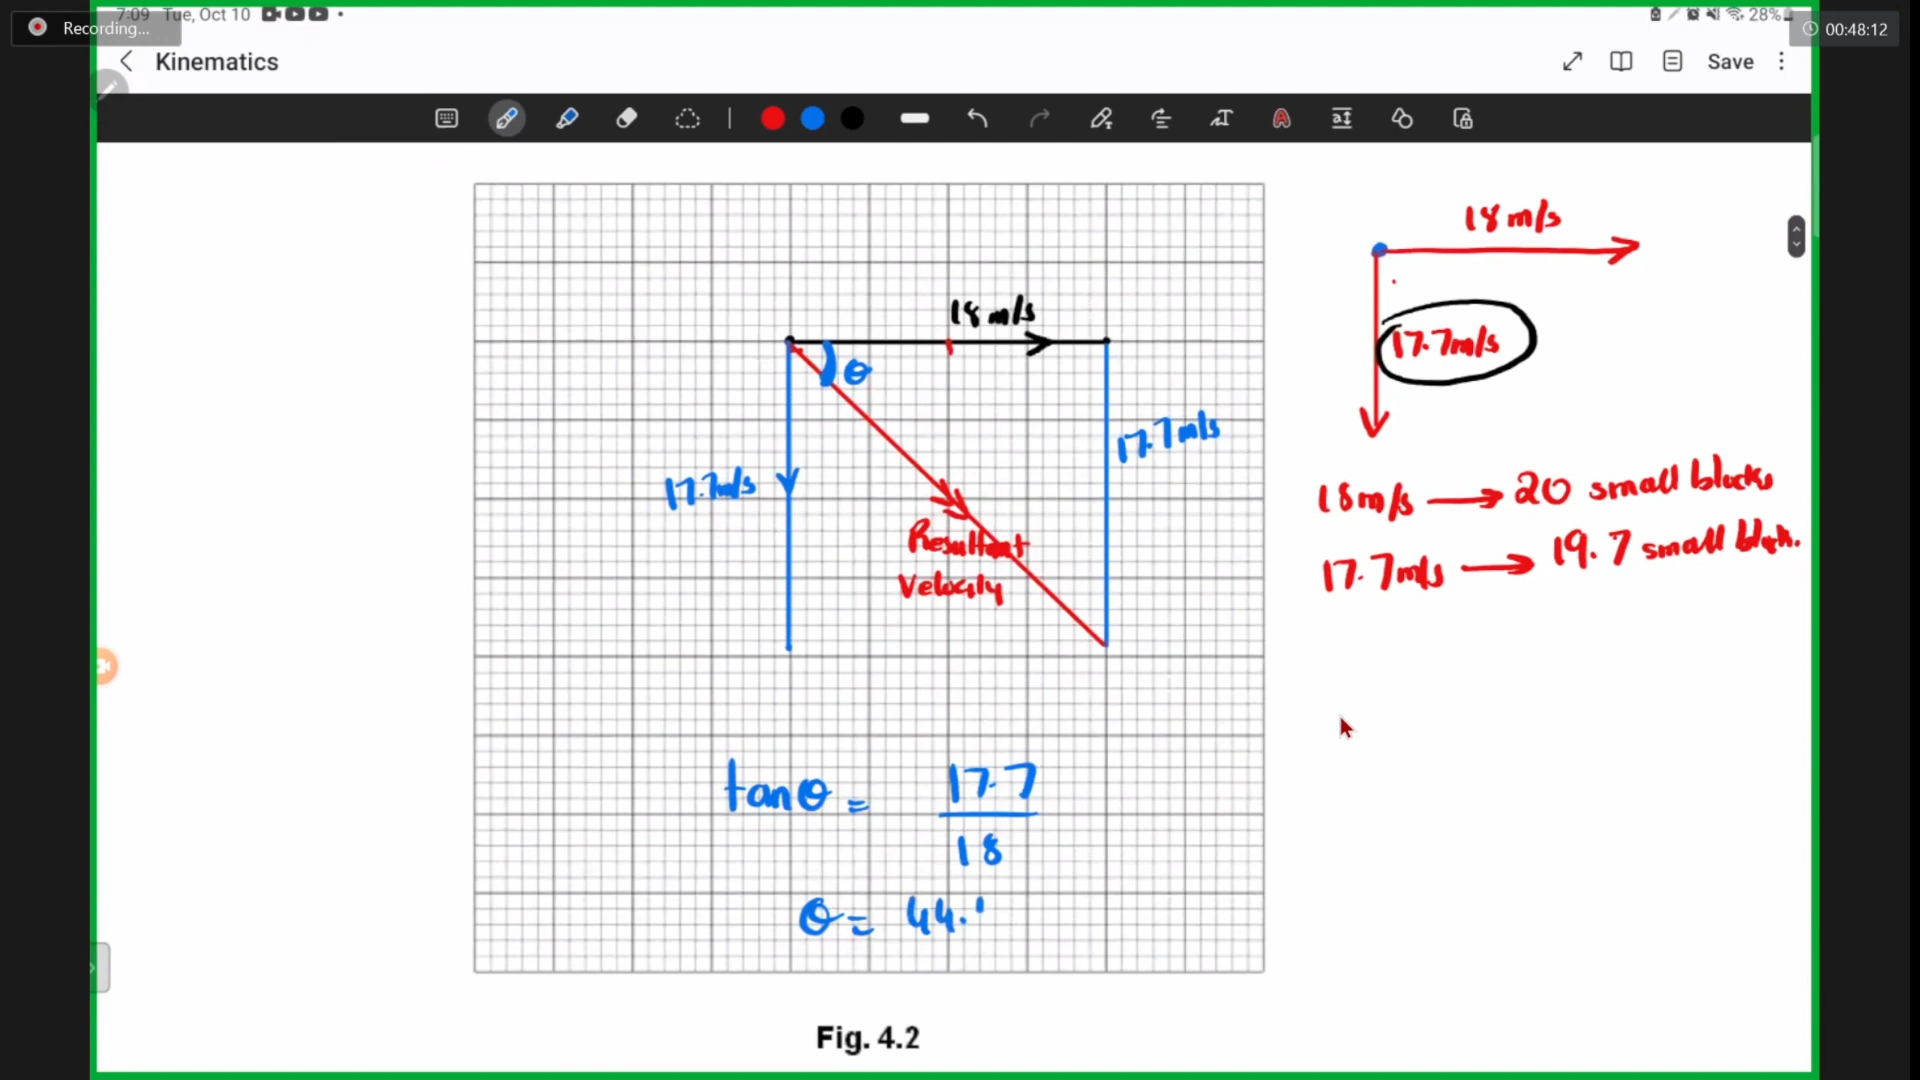 7:09 Tue, Oct 10
28%
Recording...
00:48:12
Kinematics
Save
18 m/s
18 m/s
θ
17.7m/s
17.7m/s
17.7m/s
18m/s → 20 small blocks
Resultant
Velocity
17.7m/s → 19.7 small block.
tanθ = 17.7
18
θ = 44.
Fig. 4.2